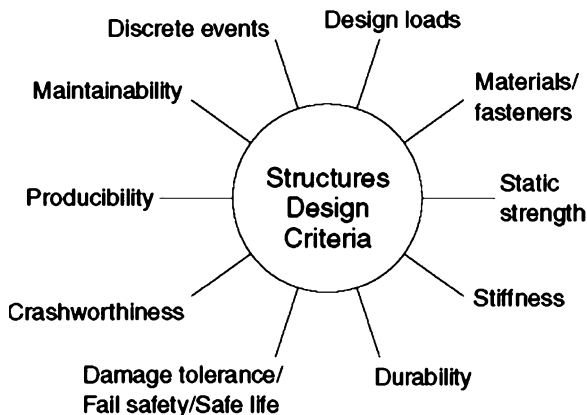 Discrete events
Design loads
Maintainability
Materials/
fasteners
Structures
Design
Criteria
Producibility
Static
strength
Crashworthiness
Stiffness
Damage tolerance/
Fail safety/Safe life
Durability